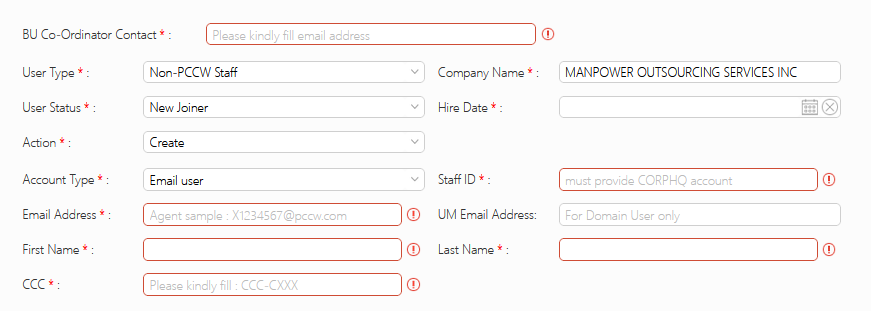 BU Co-Ordinator Contact * : Please kindly fill email address
User Type * : Non-PCCW Staff Company Name * : MANPOWER OUTSOURCING SERVICES INC
User Status * : New Joiner Hire Date * :
Action * : Create
Account Type * : Email user Staff ID * : must provide CORPHQ account
Email Address * : Agent sample : X1234567@pccw.com UM Email Address: For Domain User only
First Name * : Last Name * :
CCC * : Please kindly fill : CCC-CXXX